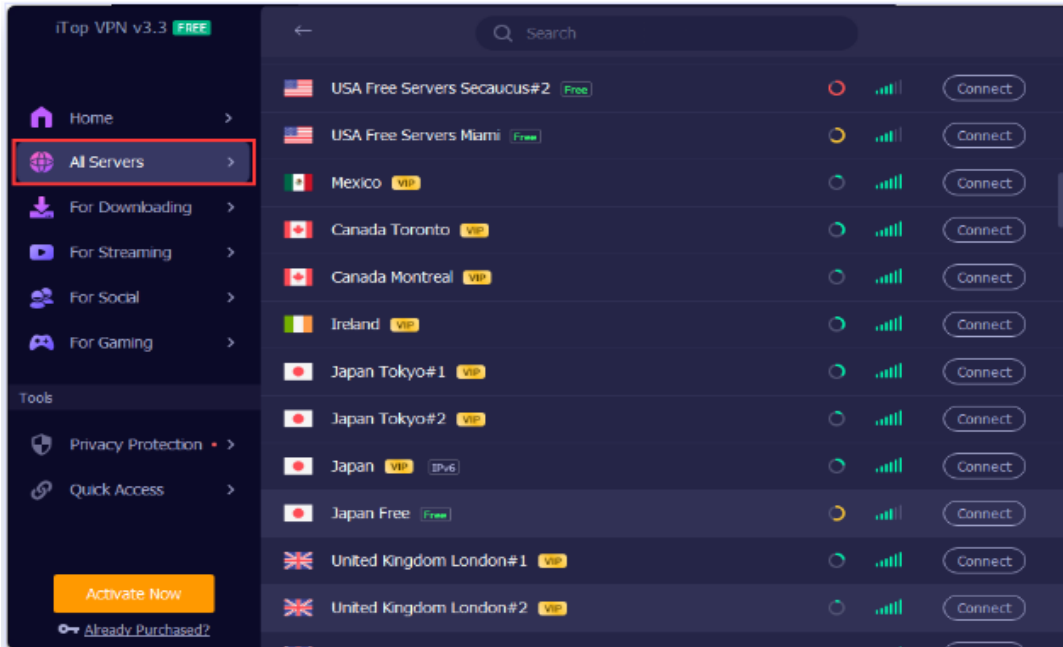 iTop VPN v3.3 FREE
Search
Home
All Servers
For Downloading
For Streaming
For Social
For Gaming
Tools
Privacy Protection
Quick Access
Activate Now
Already Purchased?
USA Free Servers Secaucus#2 Free Connect
USA Free Servers Miami Free Connect
Mexico VIP Connect
Canada Toronto VIP Connect
Canada Montreal VIP Connect
Ireland VIP Connect
Japan Tokyo#1 VIP Connect
Japan Tokyo#2 VIP Connect
Japan VIP IPv6 Connect
Japan Free Free Connect
United Kingdom London#1 VIP Connect
United Kingdom London#2 VIP Connect